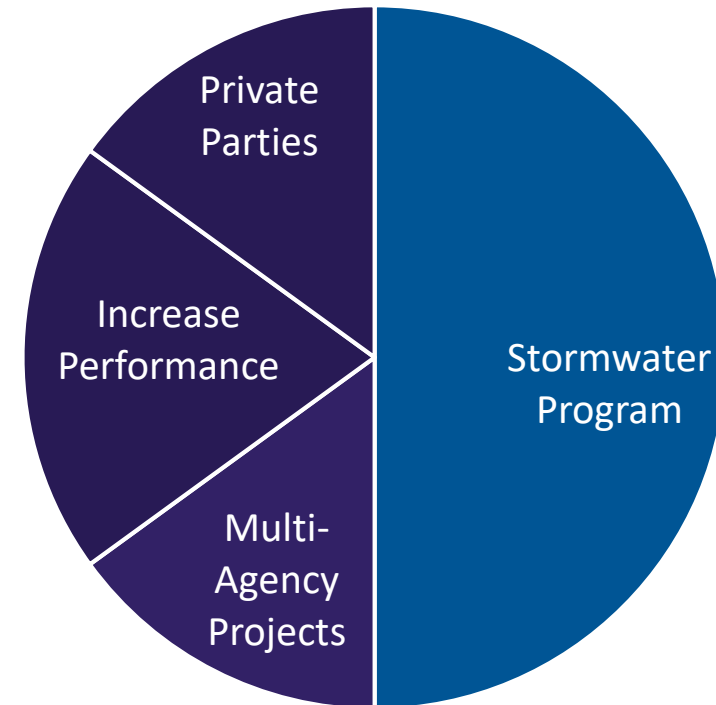 Private
Parties
Increase
Performance
Stormwater
Program
Multi-
Agency
Projects